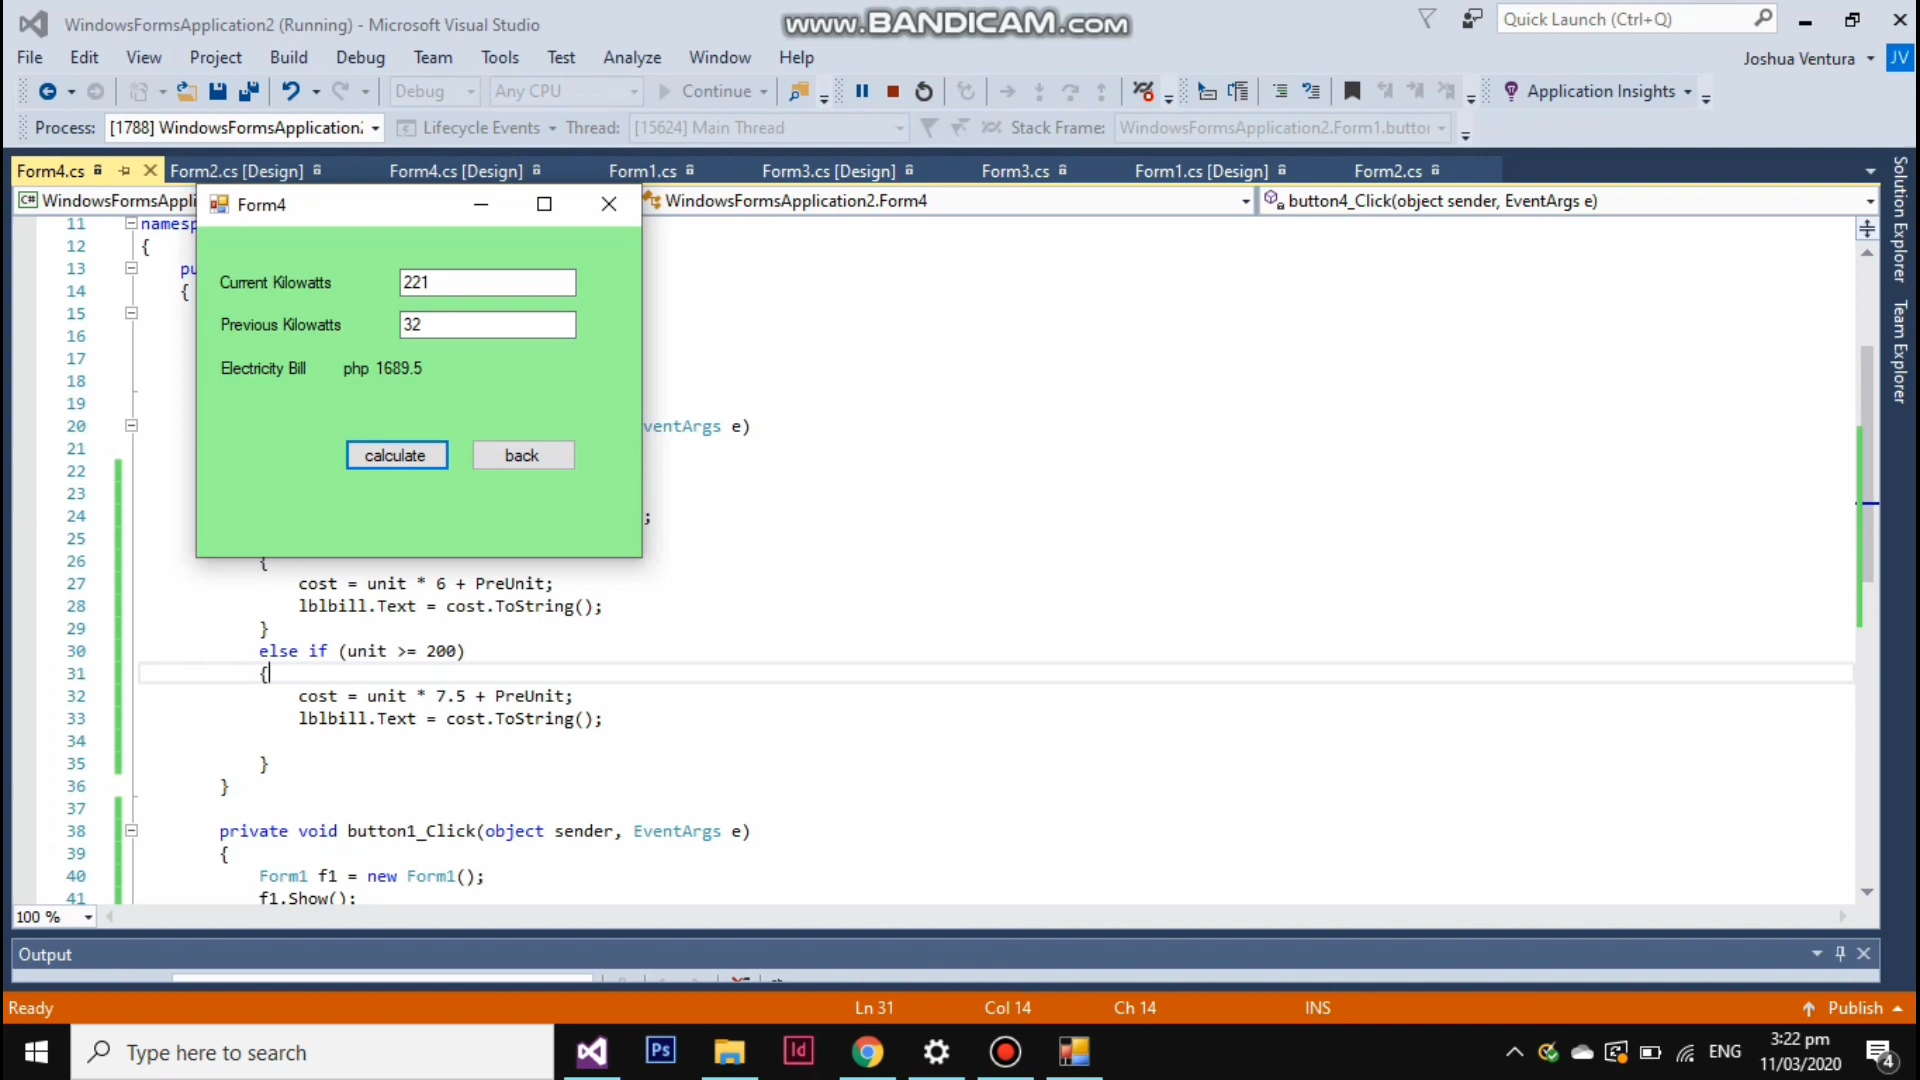 WindowsFormsApplication2 (Running) - Microsoft Visual Studio
www.BANDICAM.com
Quick Launch (Ctrl+Q)
File Edit View Project Build Debug Team Tools Test Analyze Window Help
Joshua Ventura JV
Debug Any CPU Continue Application Insights
Process: [1788] WindowsFormsApplication: Lifecycle Events Thread: [15624] Main Thread Stack Frame: WindowsFormsApplication2.Form1.button
Form4.cs Form2.cs [Design] Form4.cs [Design] Form1.cs Form3.cs [Design] Form3.cs Form1.cs [Design] Form2.cs
C# WindowsFormsAppli WindowsFormsApplication2.Form4 button4_Click(object sender, EventArgs e)
Solution Explorer
Team Explorer
Form4
Current Kilowatts 221
Previous Kilowatts 32
Electricity Bill php 1689.5
calculate back
11 namesp
12 {
13 pu
14 {
15
16
17
18
19
20 ventArgs e)
21
22
23
24 ;
25
26 {
27 cost = unit * 6 + PreUnit;
28 lblbill.Text = cost.ToString();
29 }
30 else if (unit >= 200)
31 {
32 cost = unit * 7.5 + PreUnit;
33 lblbill.Text = cost.ToString();
34
35 }
36 }
37
38 private void button1_Click(object sender, EventArgs e)
39 {
40 Form1 f1 = new Form1();
41 f1.Show();
100 %
Output
Ready Ln 31 Col 14 Ch 14 INS Publish
Type here to search
Ps
Id
ENG
3:22 pm
11/03/2020
4